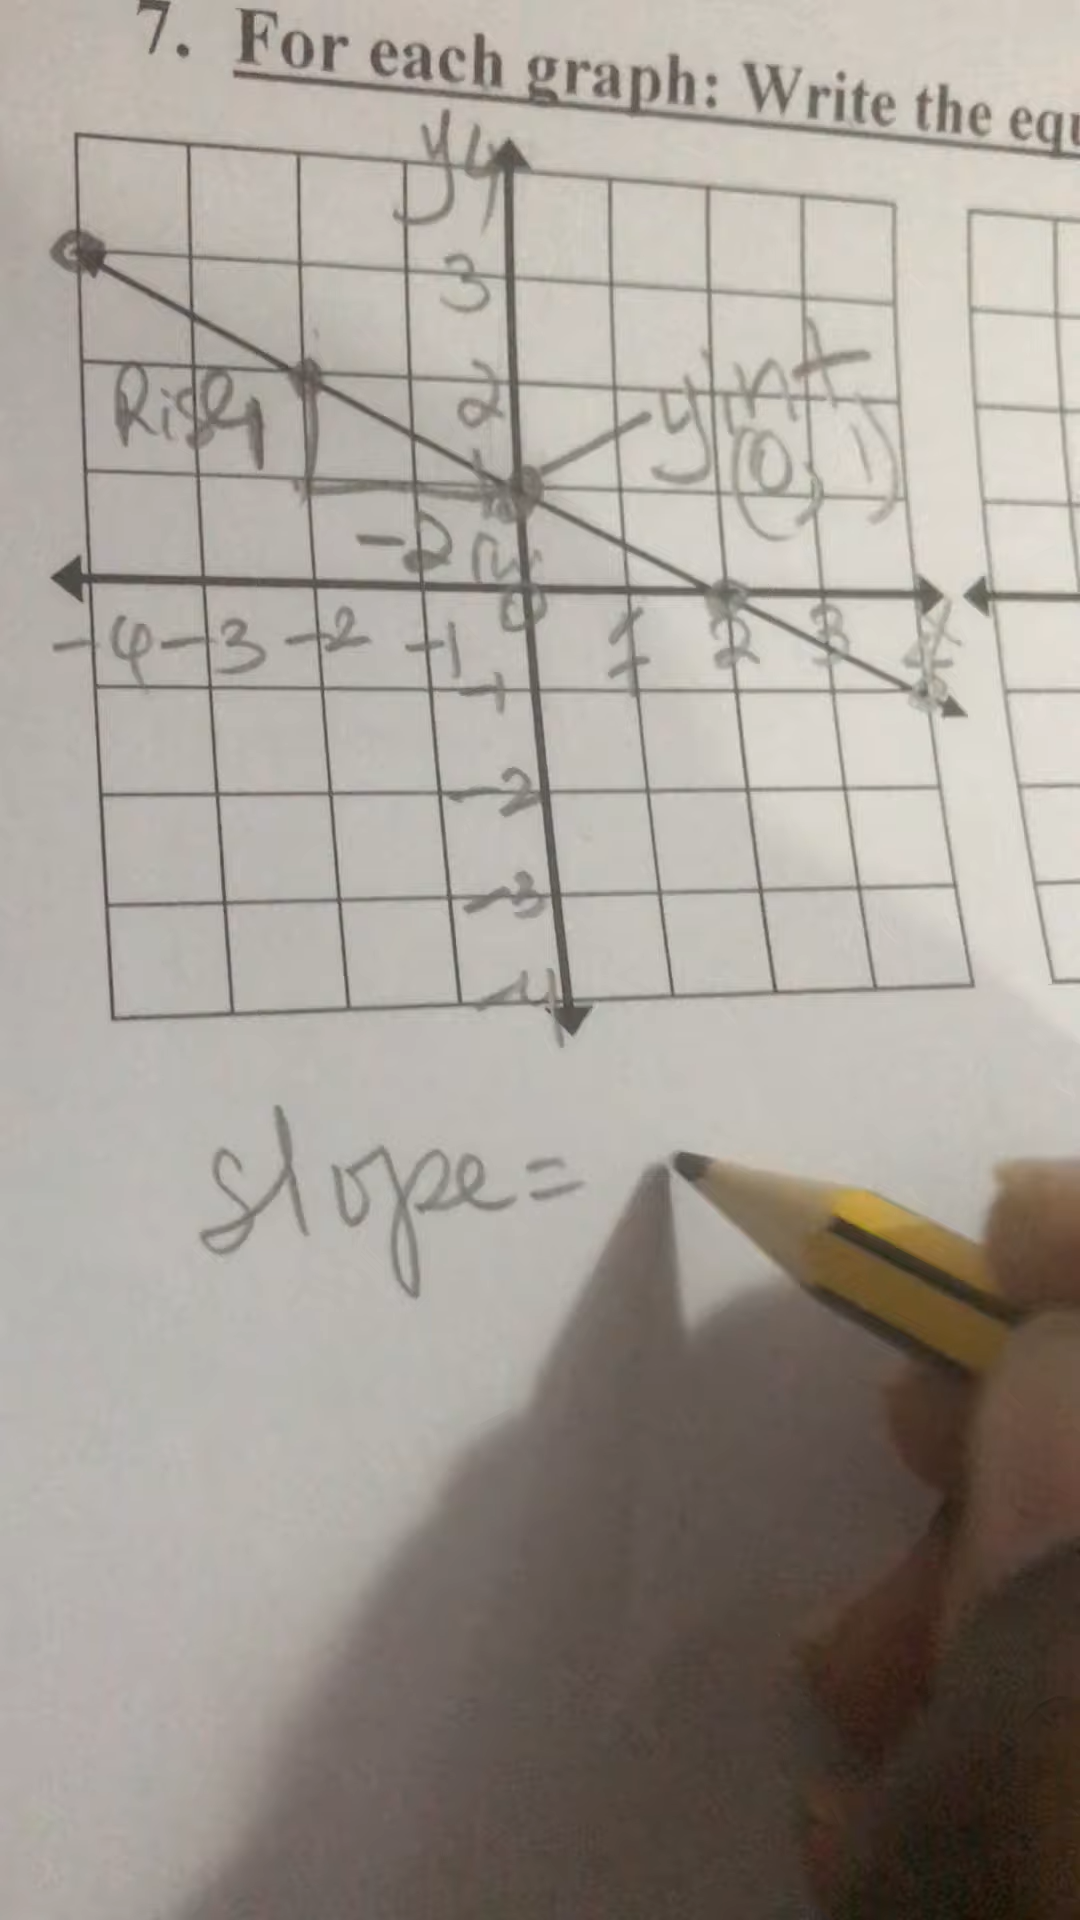 7. For each graph: Write the equ
y 4
3
Rise 1
2
y int
(0, 1)
1
-2
-4 -3 -2 -1 0 1 2 3 4
-1
-2
-3
-4
slope =